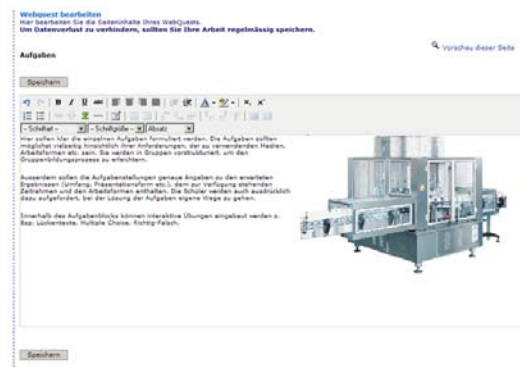 Webquest bearbeiten
Hier bearbeiten Sie die Seiteninhalte Ihres WebQuests.
Um Datenverlust zu verhindern, sollten Sie Ihre Arbeit regelmässig speichern.
Vorschau dieser Seite
Aufgaben
Speichern
B I U ABC
- Schriftart - - Schriftgröße - Absatz
Hier sollen klar die einzelnen Aufgaben formuliert werden. Die Aufgaben sollten
möglichst vielseitig hinsichtlich ihrer Anforderungen, der zu verwendenden Medien,
Arbeitsformen etc. sein. Sie werden in Gruppen vorstrukturiert, um den
Gruppenbildungsprozess zu erleichtern.
Ausserdem sollen die Aufgabenstellungen genaue Angaben zu den erwarteten
Ergebnissen (Umfang, Präsentationsform etc.), dem zur Verfügung stehenden
Zeitrahmen und den Arbeitsformen enthalten. Die Schüler werden auch ausdrücklich
dazu aufgefordert, bei der Lösung der Aufgaben eigene Wege zu gehen.
Innerhalb des Aufgabenblocks können interaktive Übungen eingebaut werden z.
Bsp. Lückentexte, Multiple Choice, Richtig-Falsch.
Speichern